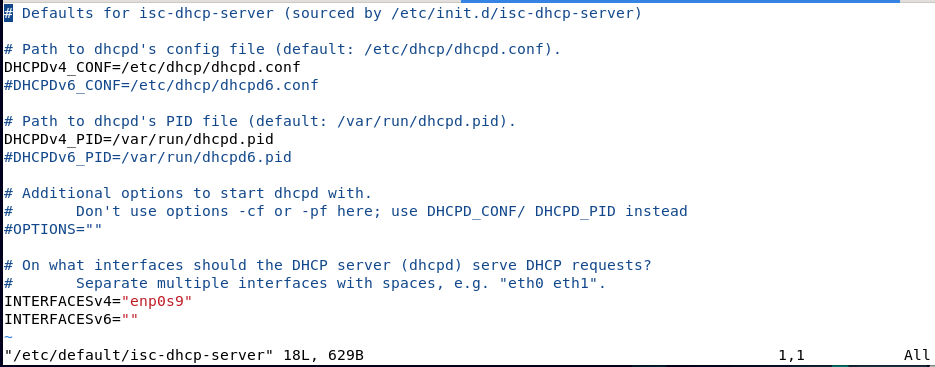 # Defaults for isc-dhcp-server (sourced by /etc/init.d/isc-dhcp-server)

# Path to dhcpd's config file (default: /etc/dhcp/dhcpd.conf).
DHCPDv4_CONF=/etc/dhcp/dhcpd.conf
#DHCPDv6_CONF=/etc/dhcp/dhcpd6.conf

# Path to dhcpd's PID file (default: /var/run/dhcpd.pid).
DHCPDv4_PID=/var/run/dhcpd.pid
#DHCPDv6_PID=/var/run/dhcpd6.pid

# Additional options to start dhcpd with.
#       Don't use options -cf or -pf here; use DHCPD_CONF/ DHCPD_PID instead
#OPTIONS=""

# On what interfaces should the DHCP server (dhcpd) serve DHCP requests?
#       Separate multiple interfaces with spaces, e.g. "eth0 eth1".
INTERFACESv4="enp0s9"
INTERFACESv6=""
~
"/etc/default/isc-dhcp-server" 18L, 629B 1,1 All